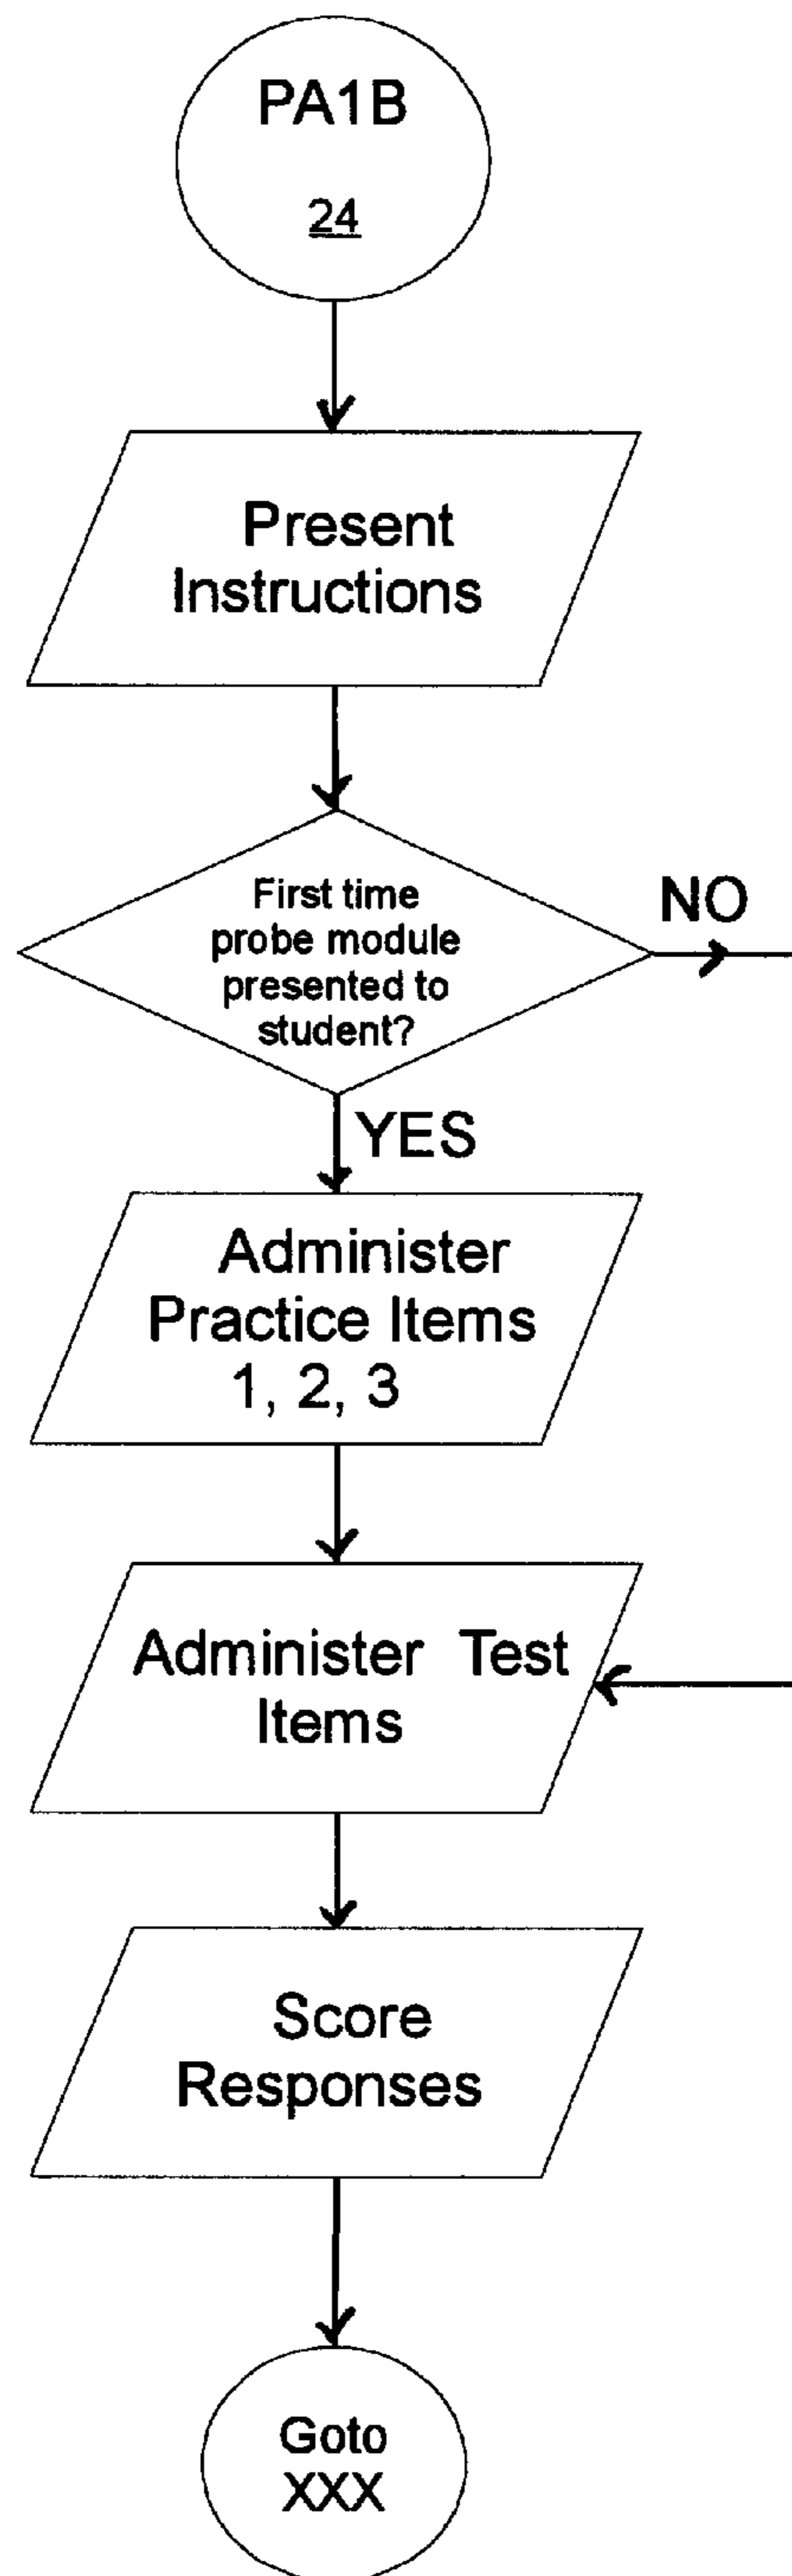 PA1B
24
Present
Instructions
First time
probe module
presented to
student?
NO
YES
Administer
Practice Items
1, 2, 3
Administer Test
Items
Score
Responses
Goto
XXX